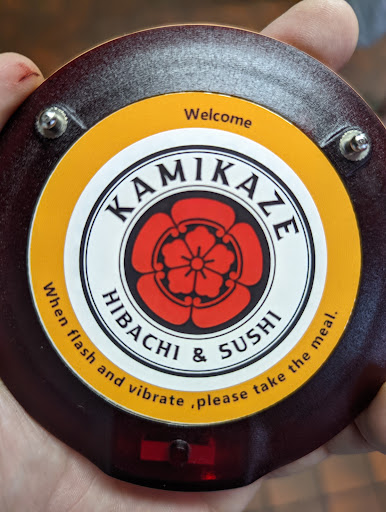 Welcome
KAMIKAZE
HIBACHI & SUSHI
When flash and vibrate ,please take the meal.